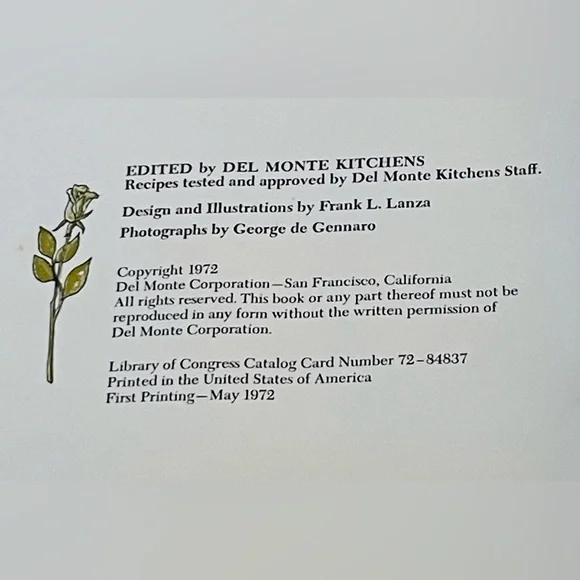 EDITED by DEL MONTE KITCHENS
Recipes tested and approved by Del Monte Kitchens Staff.
Design and Illustrations by Frank L. Lanza
Photographs by George de Gennaro
Copyright 1972
Del Monte Corporation—San Francisco, California
All rights reserved. This book or any part thereof must not be
reproduced in any form without the written permission of
Del Monte Corporation.
Library of Congress Catalog Card Number 72–84837
Printed in the United States of America
First Printing—May 1972